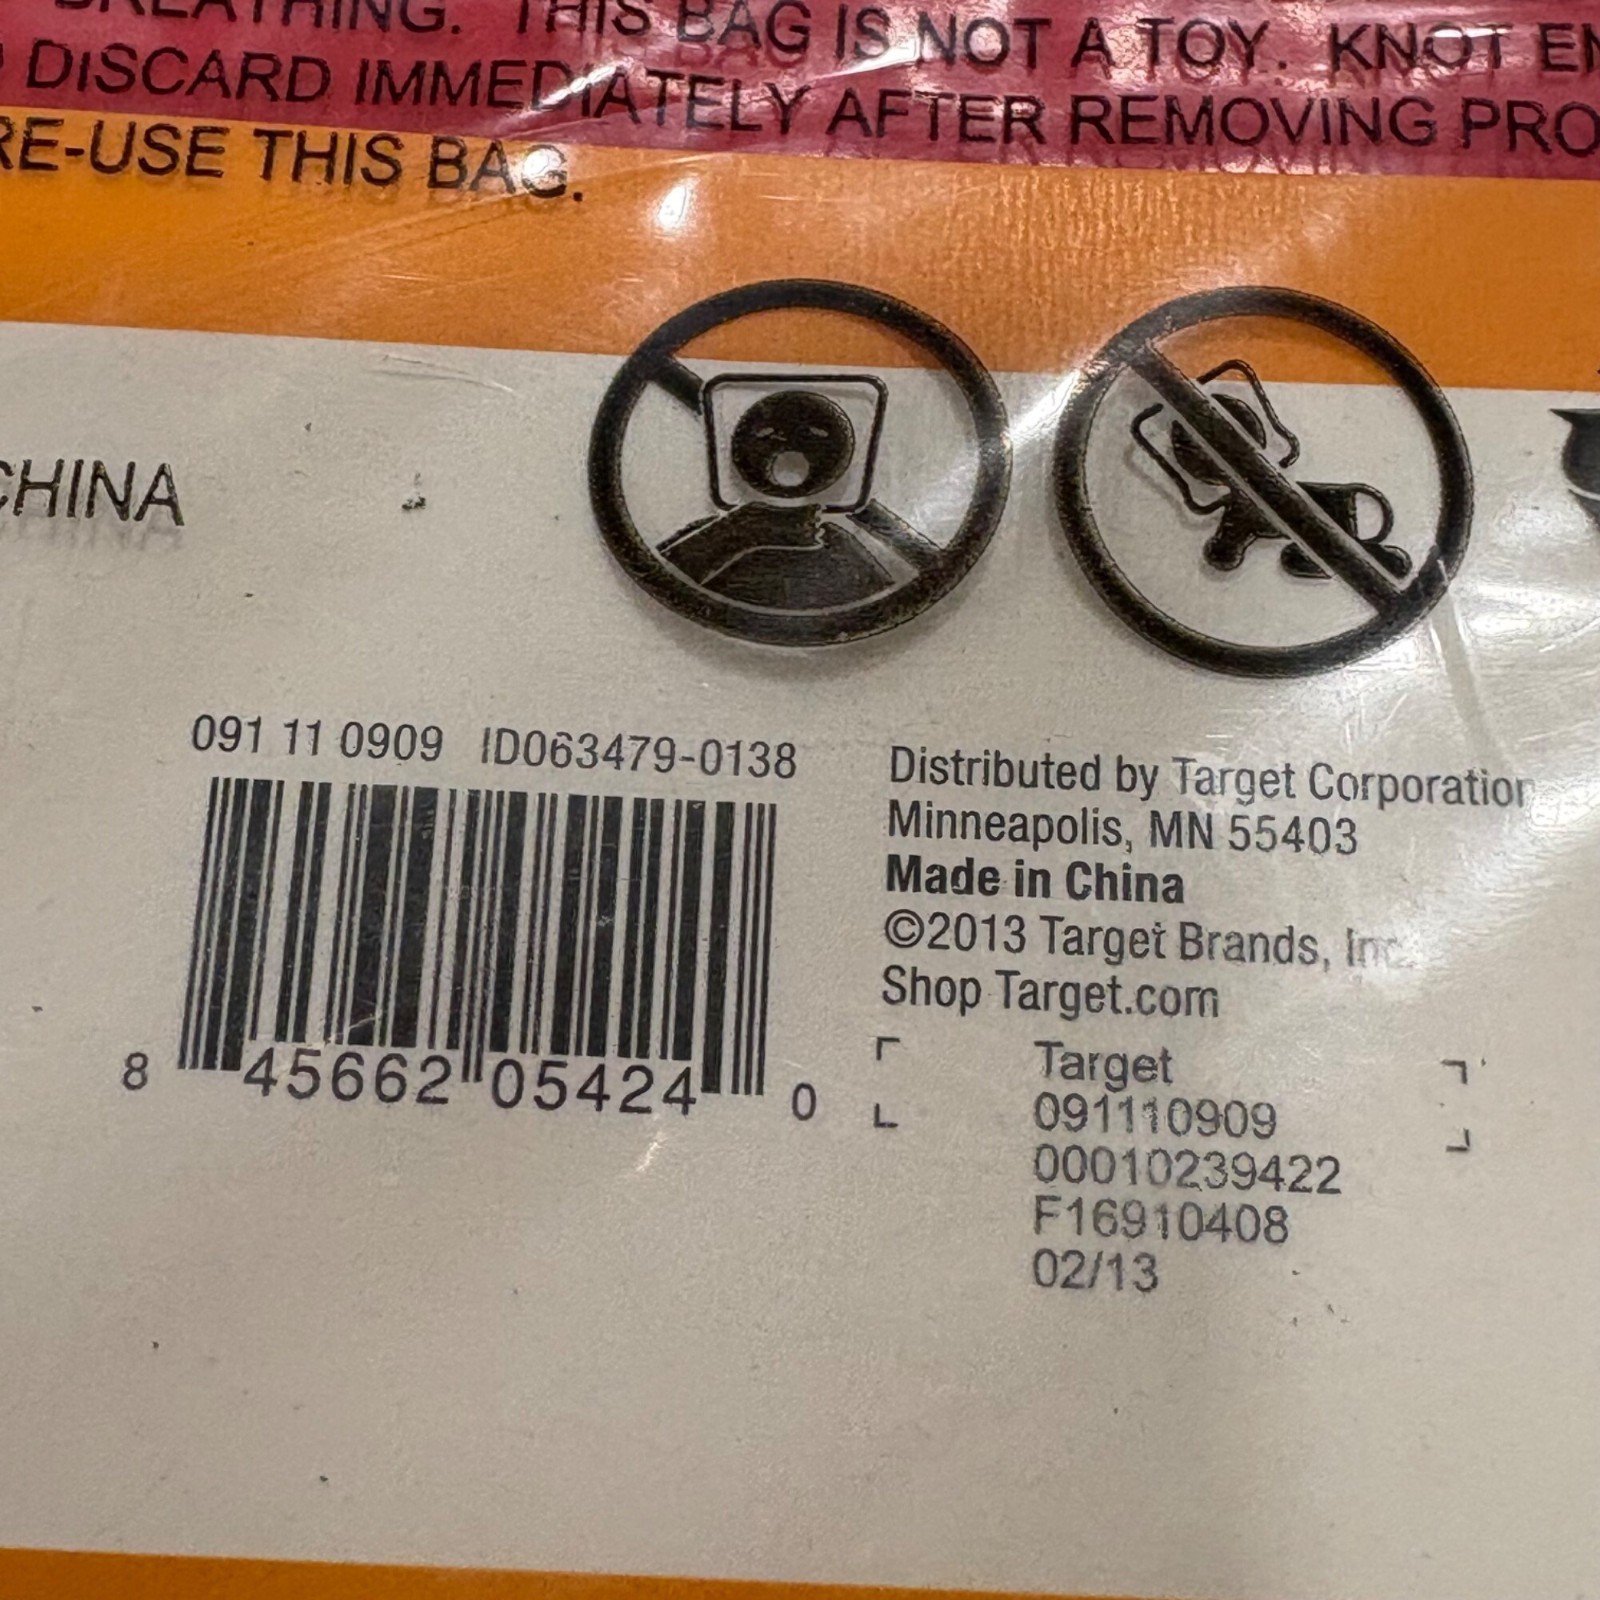 BREATHING. THIS BAG IS NOT A TOY. KNOT EN
DISCARD IMMEDIATELY AFTER REMOVING PRO
RE-USE THIS BAG.
CHINA
091 11 0909 ID063479-0138
8 45662 05424 0
Distributed by Target Corporation
Minneapolis, MN 55403
Made in China
©2013 Target Brands, Inc.
Shop Target.com
Target
091110909
00010239422
F16910408
02/13